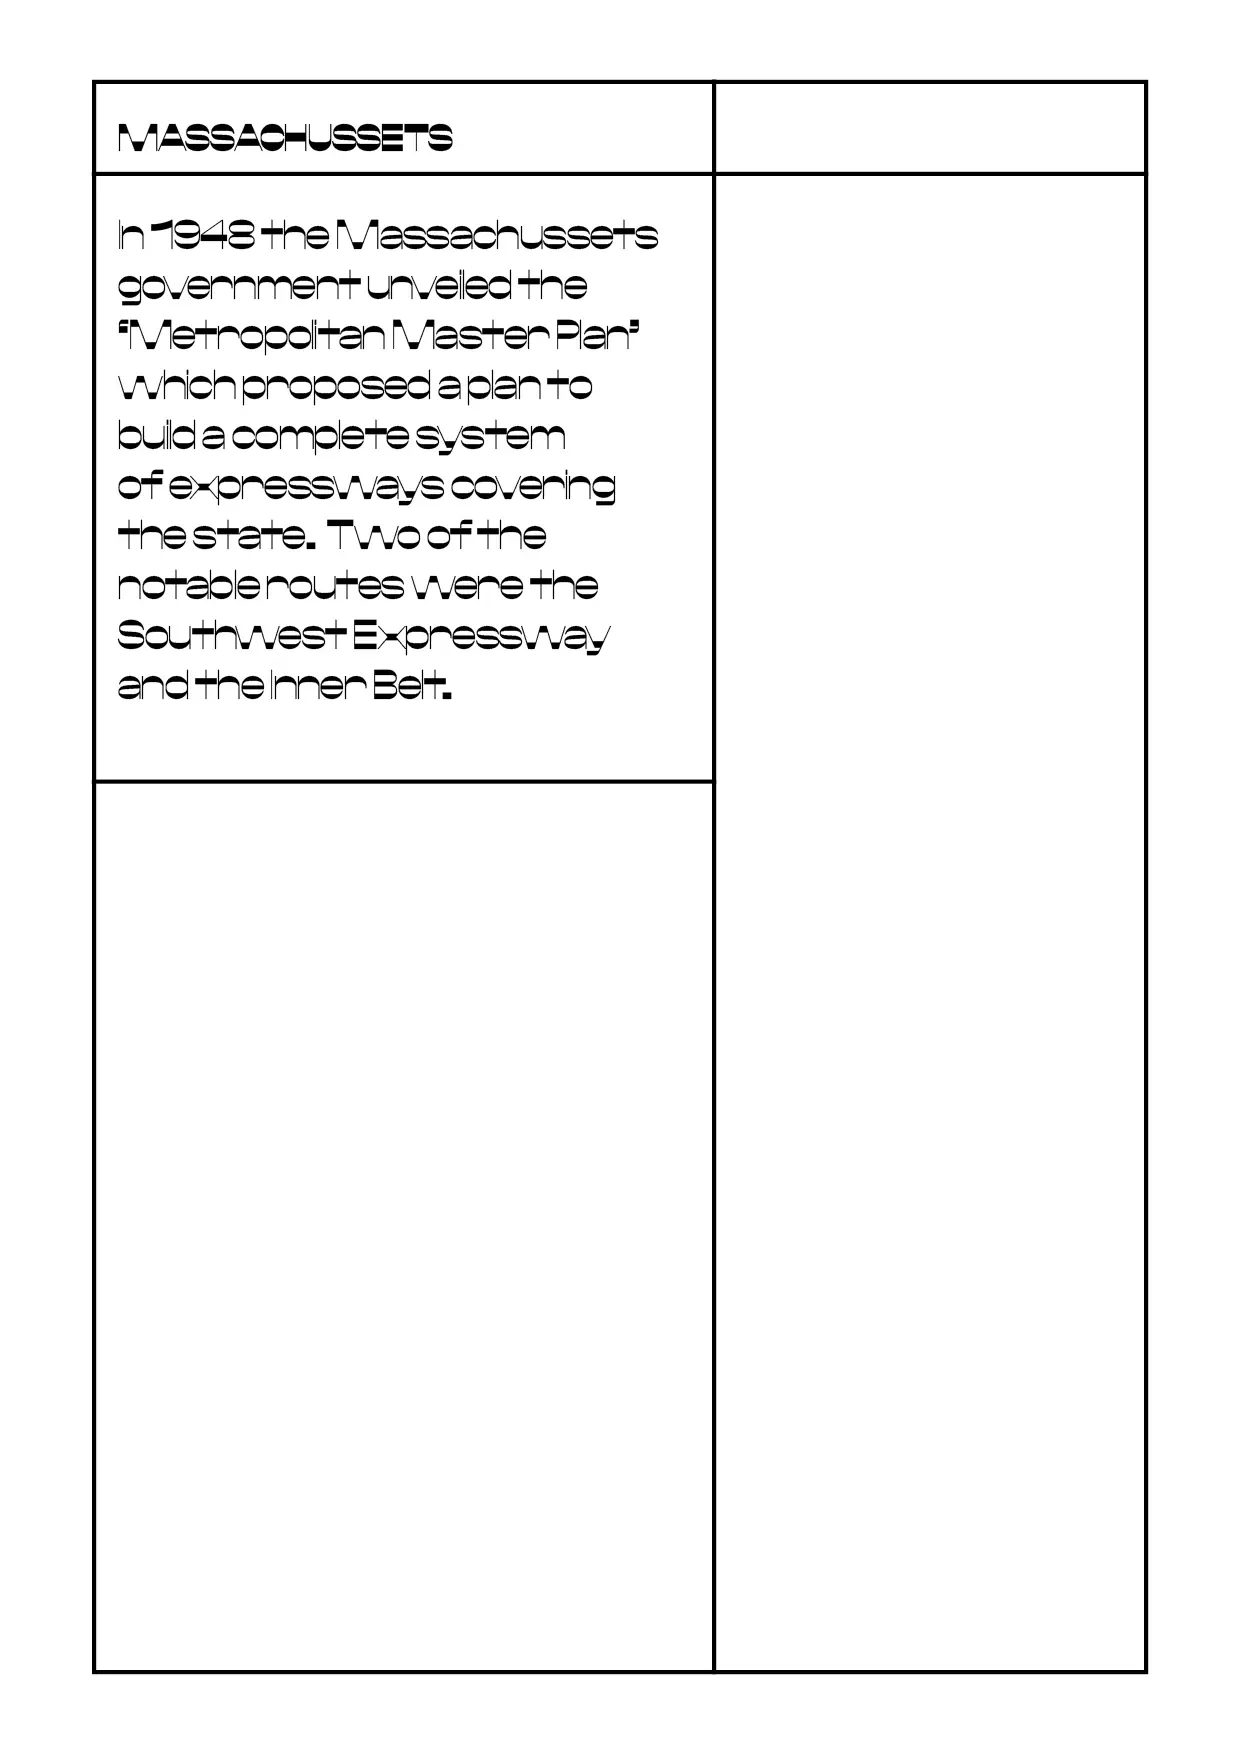 MASSACHUSSETS
In 1948 the Massachussets
government unveiled the
‘Metropolitan Master Plan’
which proposed a plan to
build a complete system
of expressways covering
the state. Two of the
notable routes were the
Southwest Expressway
and the Inner Belt.